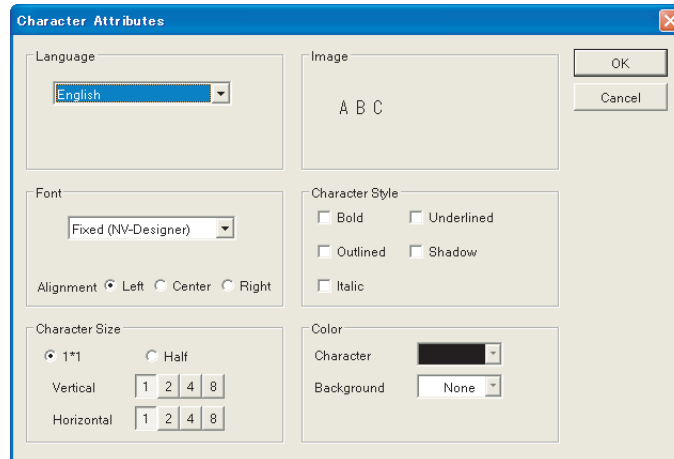 Character Attributes
Language
English
Image
A B C
OK
Cancel
Font
Fixed (NV-Designer)
Alignment Left Center Right
Character Style
Bold Underlined
Outlined Shadow
Italic
Character Size
1*1 Half
Vertical 1 2 4 8
Horizontal 1 2 4 8
Color
Character
Background None